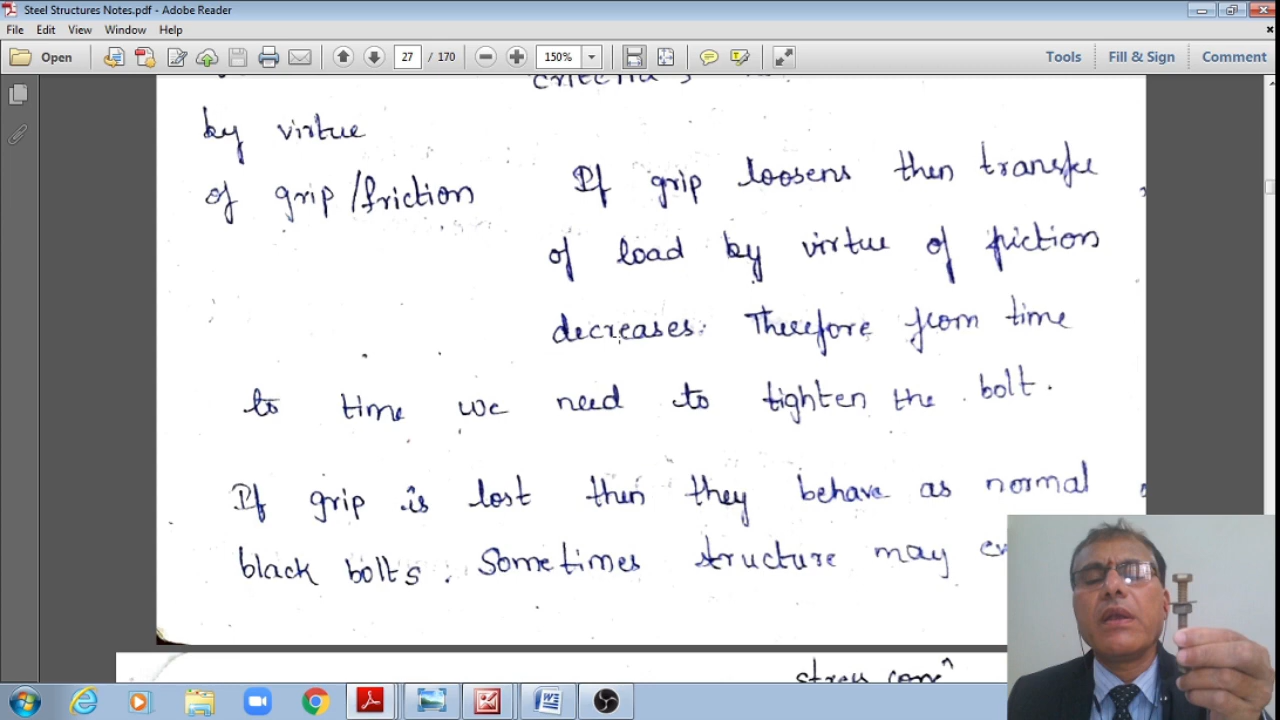 Steel Structures Notes.pdf - Adobe Reader
File Edit View Window Help
Open 27 / 170 150% Tools Fill & Sign Comment
by virtue
of grip/friction
If grip loosens then transfer
of load by virtue of friction
decreases. Therefore from time
to time we need to tighten the bolt.
If grip is lost then they behave as normal
black bolts. Sometimes structure may